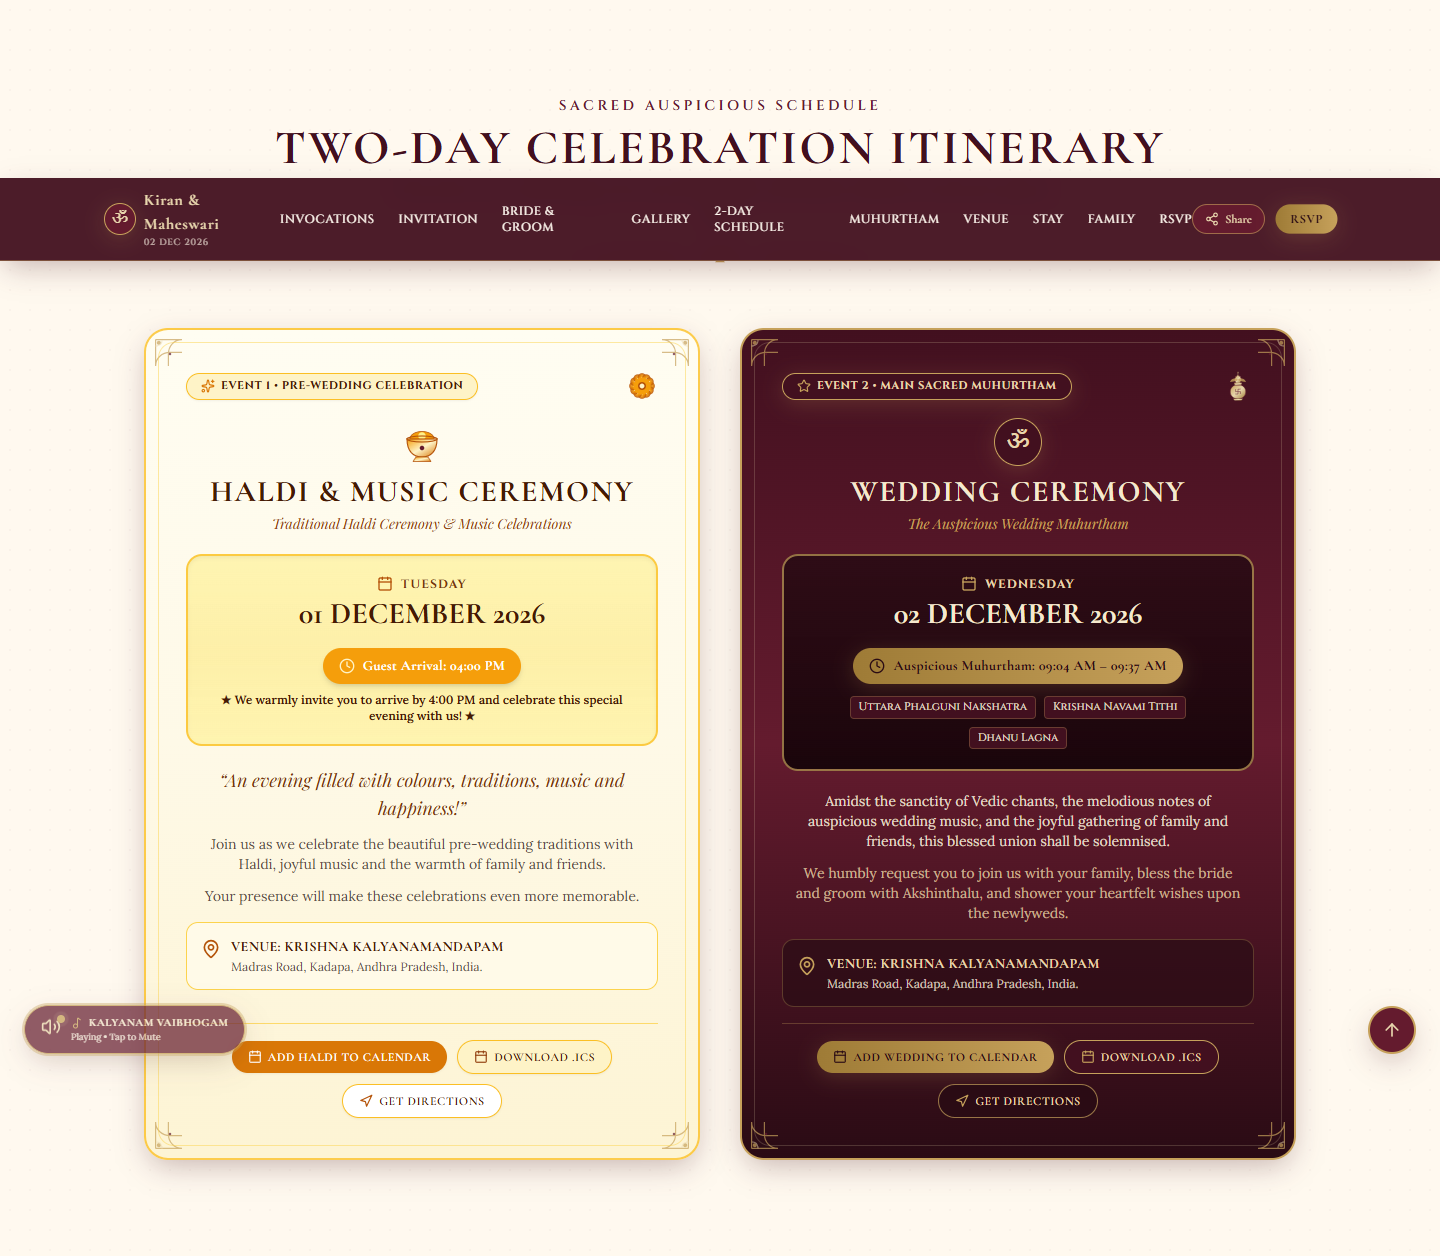 SACRED AUSPICIOUS SCHEDULE
TWO-DAY CELEBRATION ITINERARY
ॐ
Kiran &
Maheswari
02 DEC 2026
INVOCATIONS
INVITATION
BRIDE &
GROOM
GALLERY
2-DAY
SCHEDULE
MUHURTHAM
VENUE
STAY
FAMILY
RSVP
Share
RSVP
EVENT 1 • PRE-WEDDING CELEBRATION
HALDI & MUSIC CEREMONY
Traditional Haldi Ceremony & Music Celebrations
TUESDAY
01 DECEMBER 2026
Guest Arrival: 04:00 PM
★ We warmly invite you to arrive by 4:00 PM and celebrate this special
evening with us! ★
“An evening filled with colours, traditions, music and
happiness!”
Join us as we celebrate the beautiful pre-wedding traditions with
Haldi, joyful music and the warmth of family and friends.
Your presence will make these celebrations even more memorable.
VENUE: KRISHNA KALYANAMANDAPAM
Madras Road, Kadapa, Andhra Pradesh, India.
ADD HALDI TO CALENDAR
DOWNLOAD .ICS
GET DIRECTIONS
EVENT 2 • MAIN SACRED MUHURTHAM
ॐ
WEDDING CEREMONY
The Auspicious Wedding Muhurtham
WEDNESDAY
02 DECEMBER 2026
Auspicious Muhurtham: 09:04 AM – 09:37 AM
UTTARA PHALGUNI NAKSHATRA
KRISHNA NAVAMI TITHI
DHANU LAGNA
Amidst the sanctity of Vedic chants, the melodious notes of
auspicious wedding music, and the joyful gathering of family and
friends, this blessed union shall be solemnised.
We humbly request you to join us with your family, bless the bride
and groom with Akshinthalu, and shower your heartfelt wishes upon
the newlyweds.
VENUE: KRISHNA KALYANAMANDAPAM
Madras Road, Kadapa, Andhra Pradesh, India.
ADD WEDDING TO CALENDAR
DOWNLOAD .ICS
GET DIRECTIONS
KALYANAM VAIBHOGAM
Playing • Tap to Mute